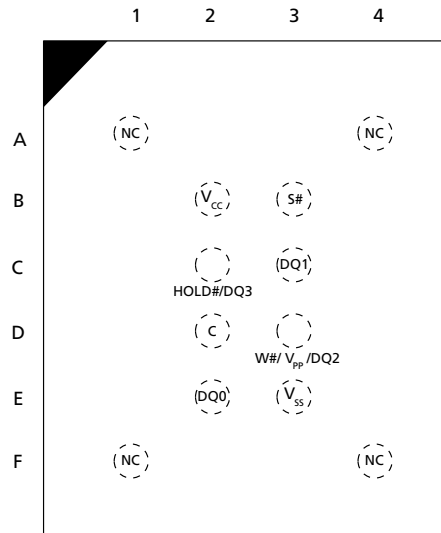 1 2 3 4
A NC NC
B VCC S#
C DQ1
HOLD#/DQ3
D C
W#/ VPP /DQ2
E DQ0 VSS
F NC NC